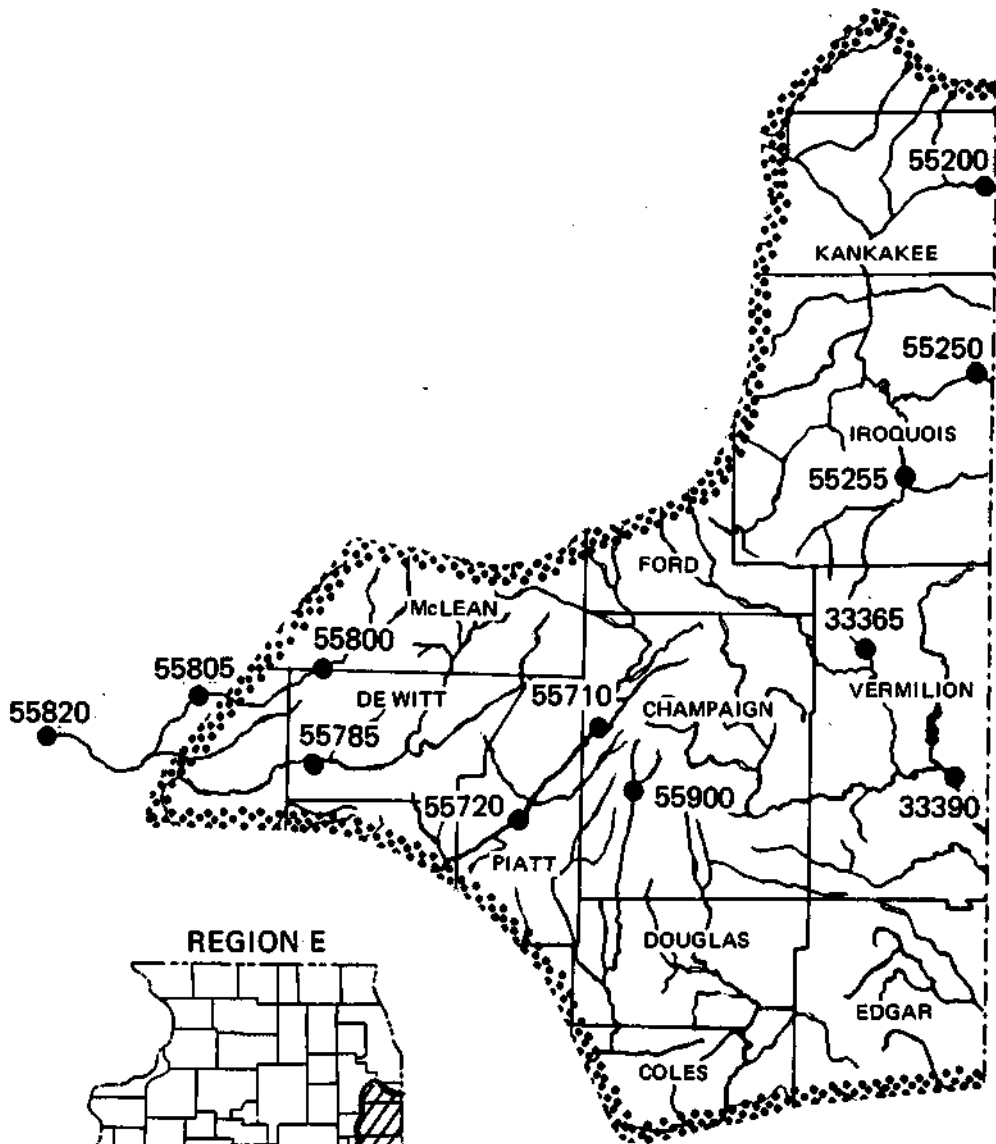 55200
KANKAKEE
55250
IROQUOIS
55255
FORD
McLEAN
33365
55800
55805
DE WITT
55710
VERMILION
CHAMPAIGN
55820
55785
55720
55900
33390
PIATT
REGION E
DOUGLAS
EDGAR
COLES